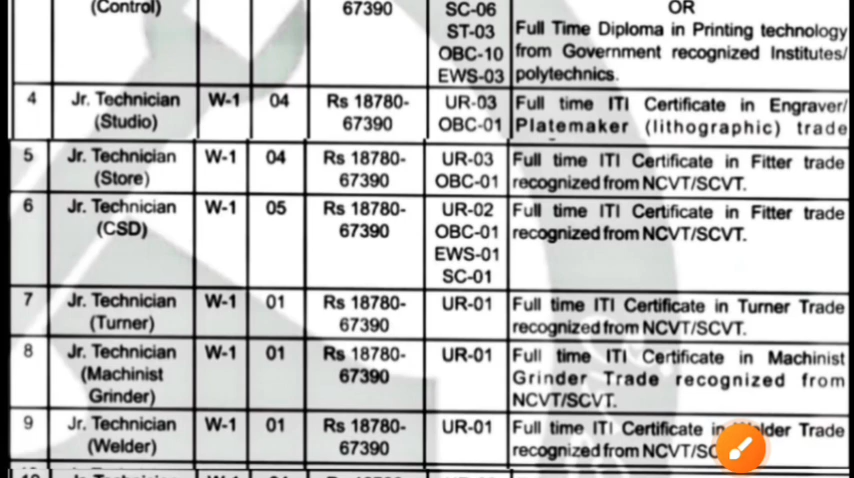 (Control) 67390 SC-06 OR
ST-03 Full Time Diploma in Printing technology
OBC-10 from Government recognized Institutes/
EWS-03 polytechnics.
4 Jr. Technician W-1 04 Rs 18780- UR-03 Full time ITI Certificate in Engraver/
(Studio) 67390 OBC-01 Platemaker (lithographic) trade
5 Jr. Technician W-1 04 Rs 18780- UR-03 Full time ITI Certificate in Fitter trade
(Store) 67390 OBC-01 recognized from NCVT/SCVT.
6 Jr. Technician W-1 05 Rs 18780- UR-02 Full time ITI Certificate in Fitter trade
(CSD) 67390 OBC-01 recognized from NCVT/SCVT.
EWS-01
SC-01
7 Jr. Technician W-1 01 Rs 18780- UR-01 Full time ITI Certificate in Turner Trade
(Turner) 67390 recognized from NCVT/SCVT.
8 Jr. Technician W-1 01 Rs 18780- UR-01 Full time ITI Certificate in Machinist
(Machinist 67390 Grinder Trade recognized from
Grinder) NCVT/SCVT.
9 Jr. Technician W-1 01 Rs 18780- UR-01 Full time ITI Certificate in Trade
(Welder) 67390 recognized from